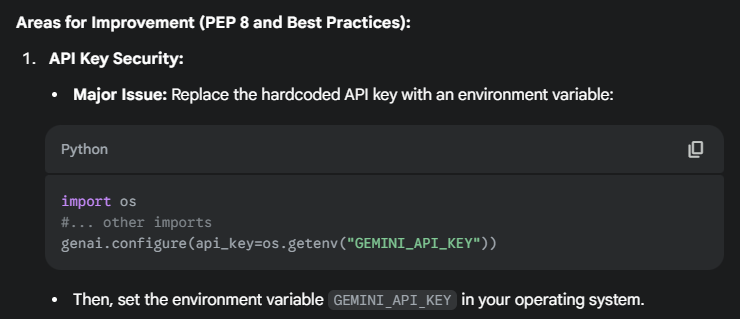 Areas for Improvement (PEP 8 and Best Practices):
1. API Key Security:
• Major Issue: Replace the hardcoded API key with an environment variable:
Python
import os
#... other imports
genai.configure(api_key=os.getenv("GEMINI_API_KEY"))
• Then, set the environment variable GEMINI_API_KEY in your operating system.